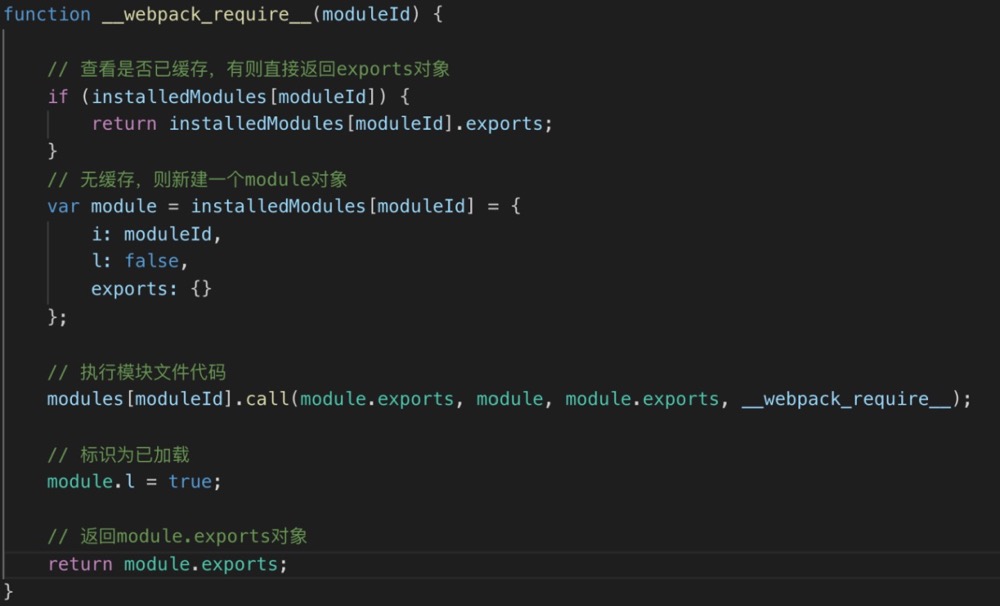 function __webpack_require__(moduleId) {
// 查看是否已缓存，有则直接返回exports对象
if (installedModules[moduleId]) {
return installedModules[moduleId].exports;
}
// 无缓存，则新建一个module对象
var module = installedModules[moduleId] = {
i: moduleId,
l: false,
exports: {}
};
// 执行模块文件代码
modules[moduleId].call(module.exports, module, module.exports, __webpack_require__);
// 标识为已加载
module.l = true;
// 返回module.exports对象
return module.exports;
}